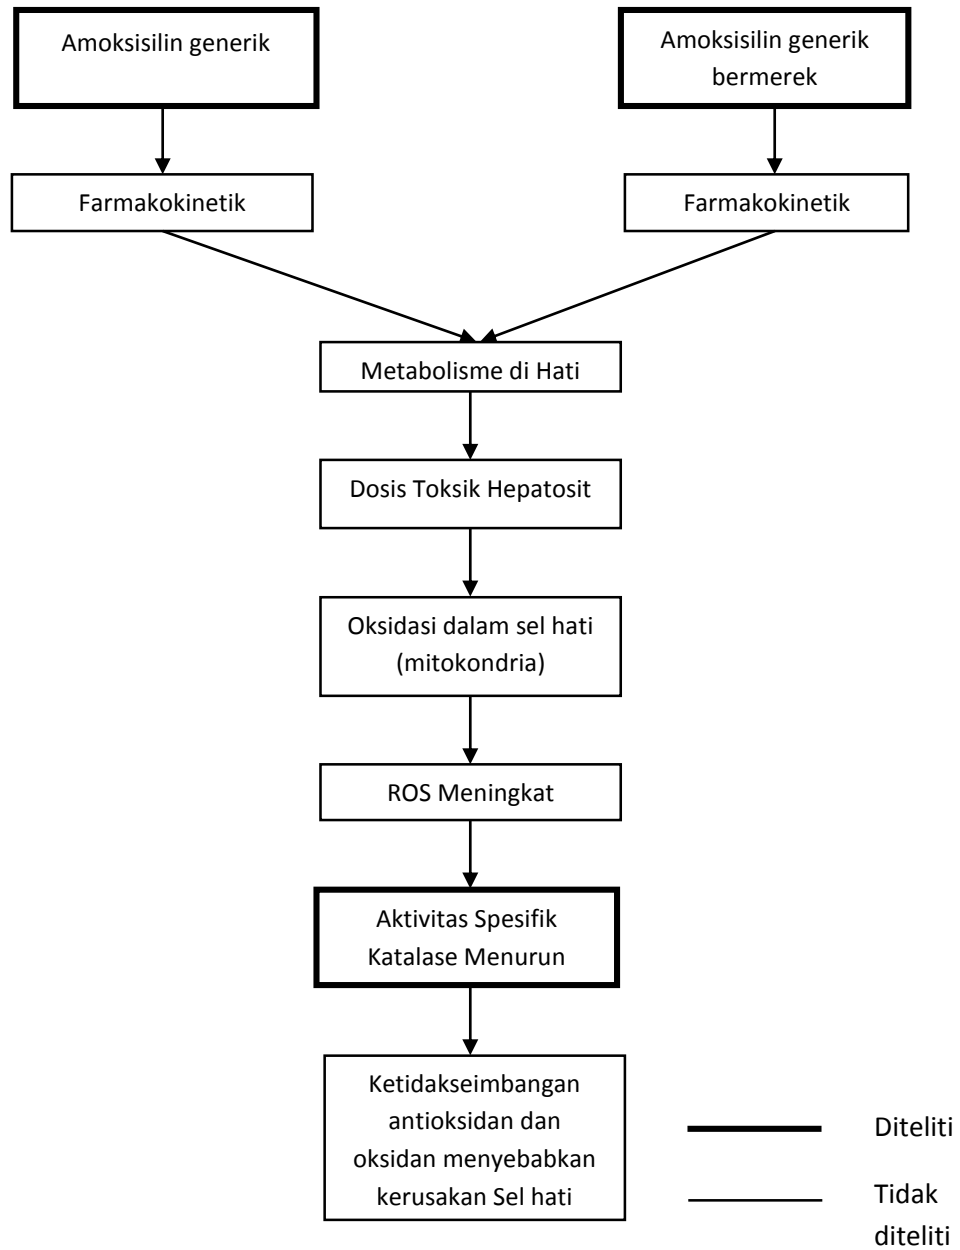 Amoksisilin generik
Amoksisilin generik
bermerek
Farmakokinetik
Farmakokinetik
Metabolisme di Hati
Dosis Toksik Hepatosit
Oksidasi dalam sel hati
(mitokondria)
ROS Meningkat
Aktivitas Spesifik
Katalase Menurun
Ketidakseimbangan
antioksidan dan
oksidan menyebabkan
kerusakan Sel hati
Diteliti
Tidak
diteliti